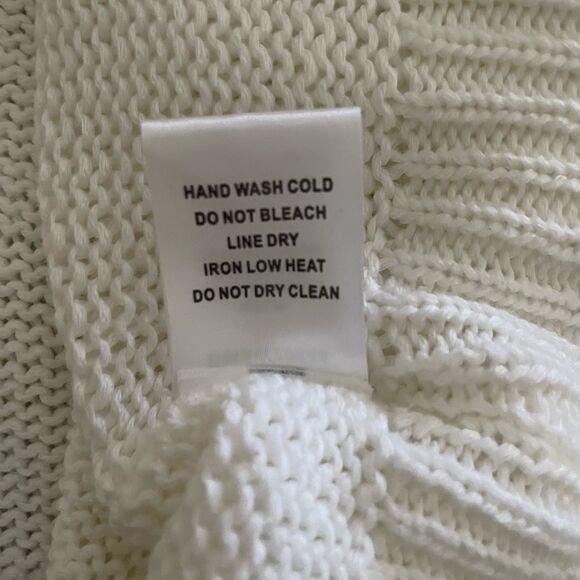 HAND WASH COLD
DO NOT BLEACH
LINE DRY
IRON LOW HEAT
DO NOT DRY CLEAN